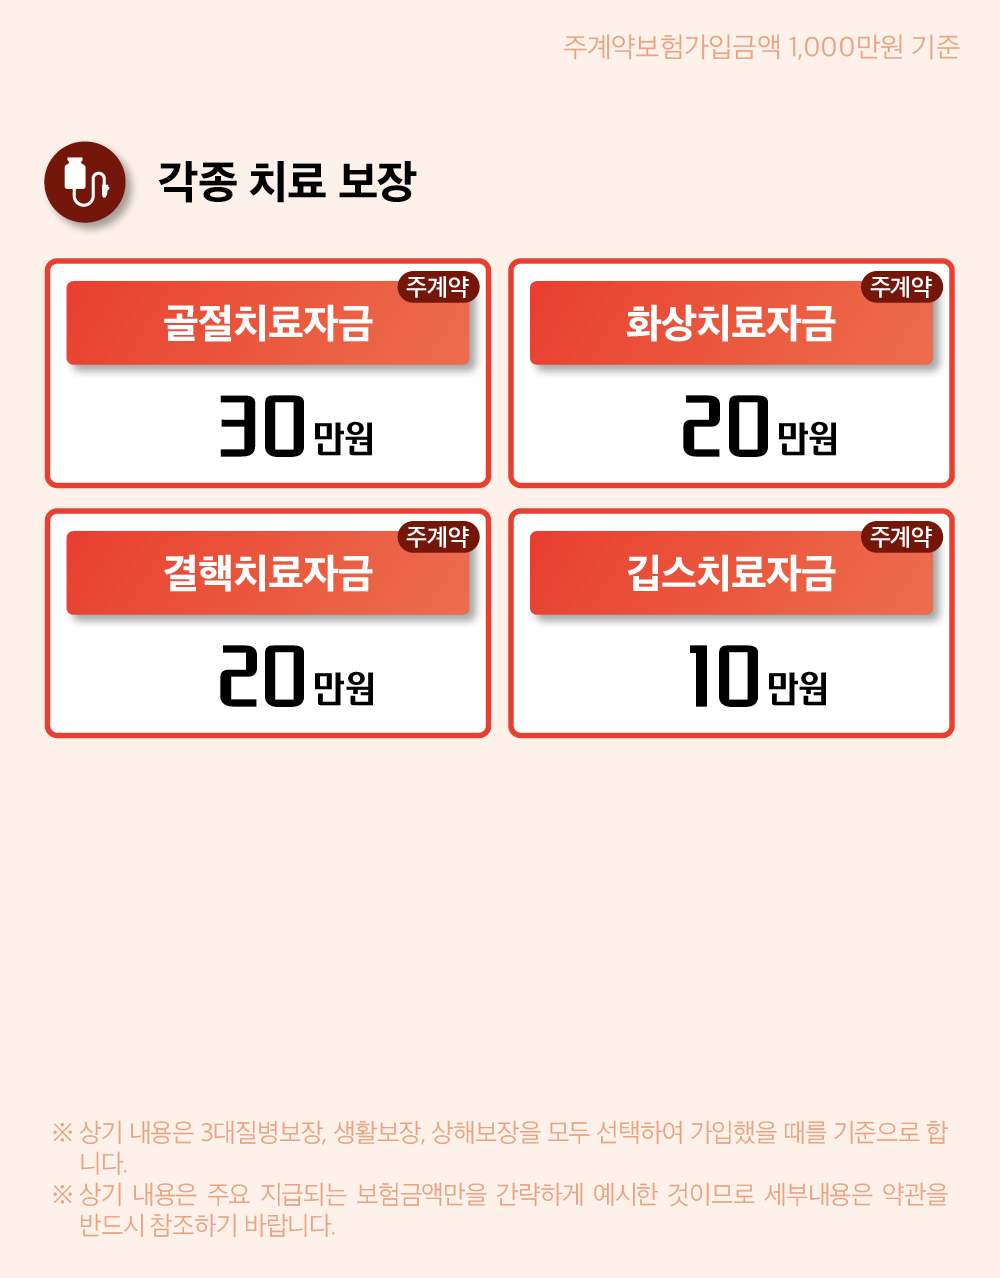 주계약보험가입금액 1,000만원 기준
각종 치료 보장
주계약
골절치료자금
30만원
주계약
화상치료자금
20만원
주계약
결핵치료자금
20만원
주계약
깁스치료자금
10만원
※ 상기 내용은 3대질병보장, 생활보장, 상해보장을 모두 선택하여 가입했을 때를 기준으로 합
니다.
※ 상기 내용은 주요 지급되는 보험금액만을 간략하게 예시한 것이므로 세부내용은 약관을
반드시 참조하기 바랍니다.